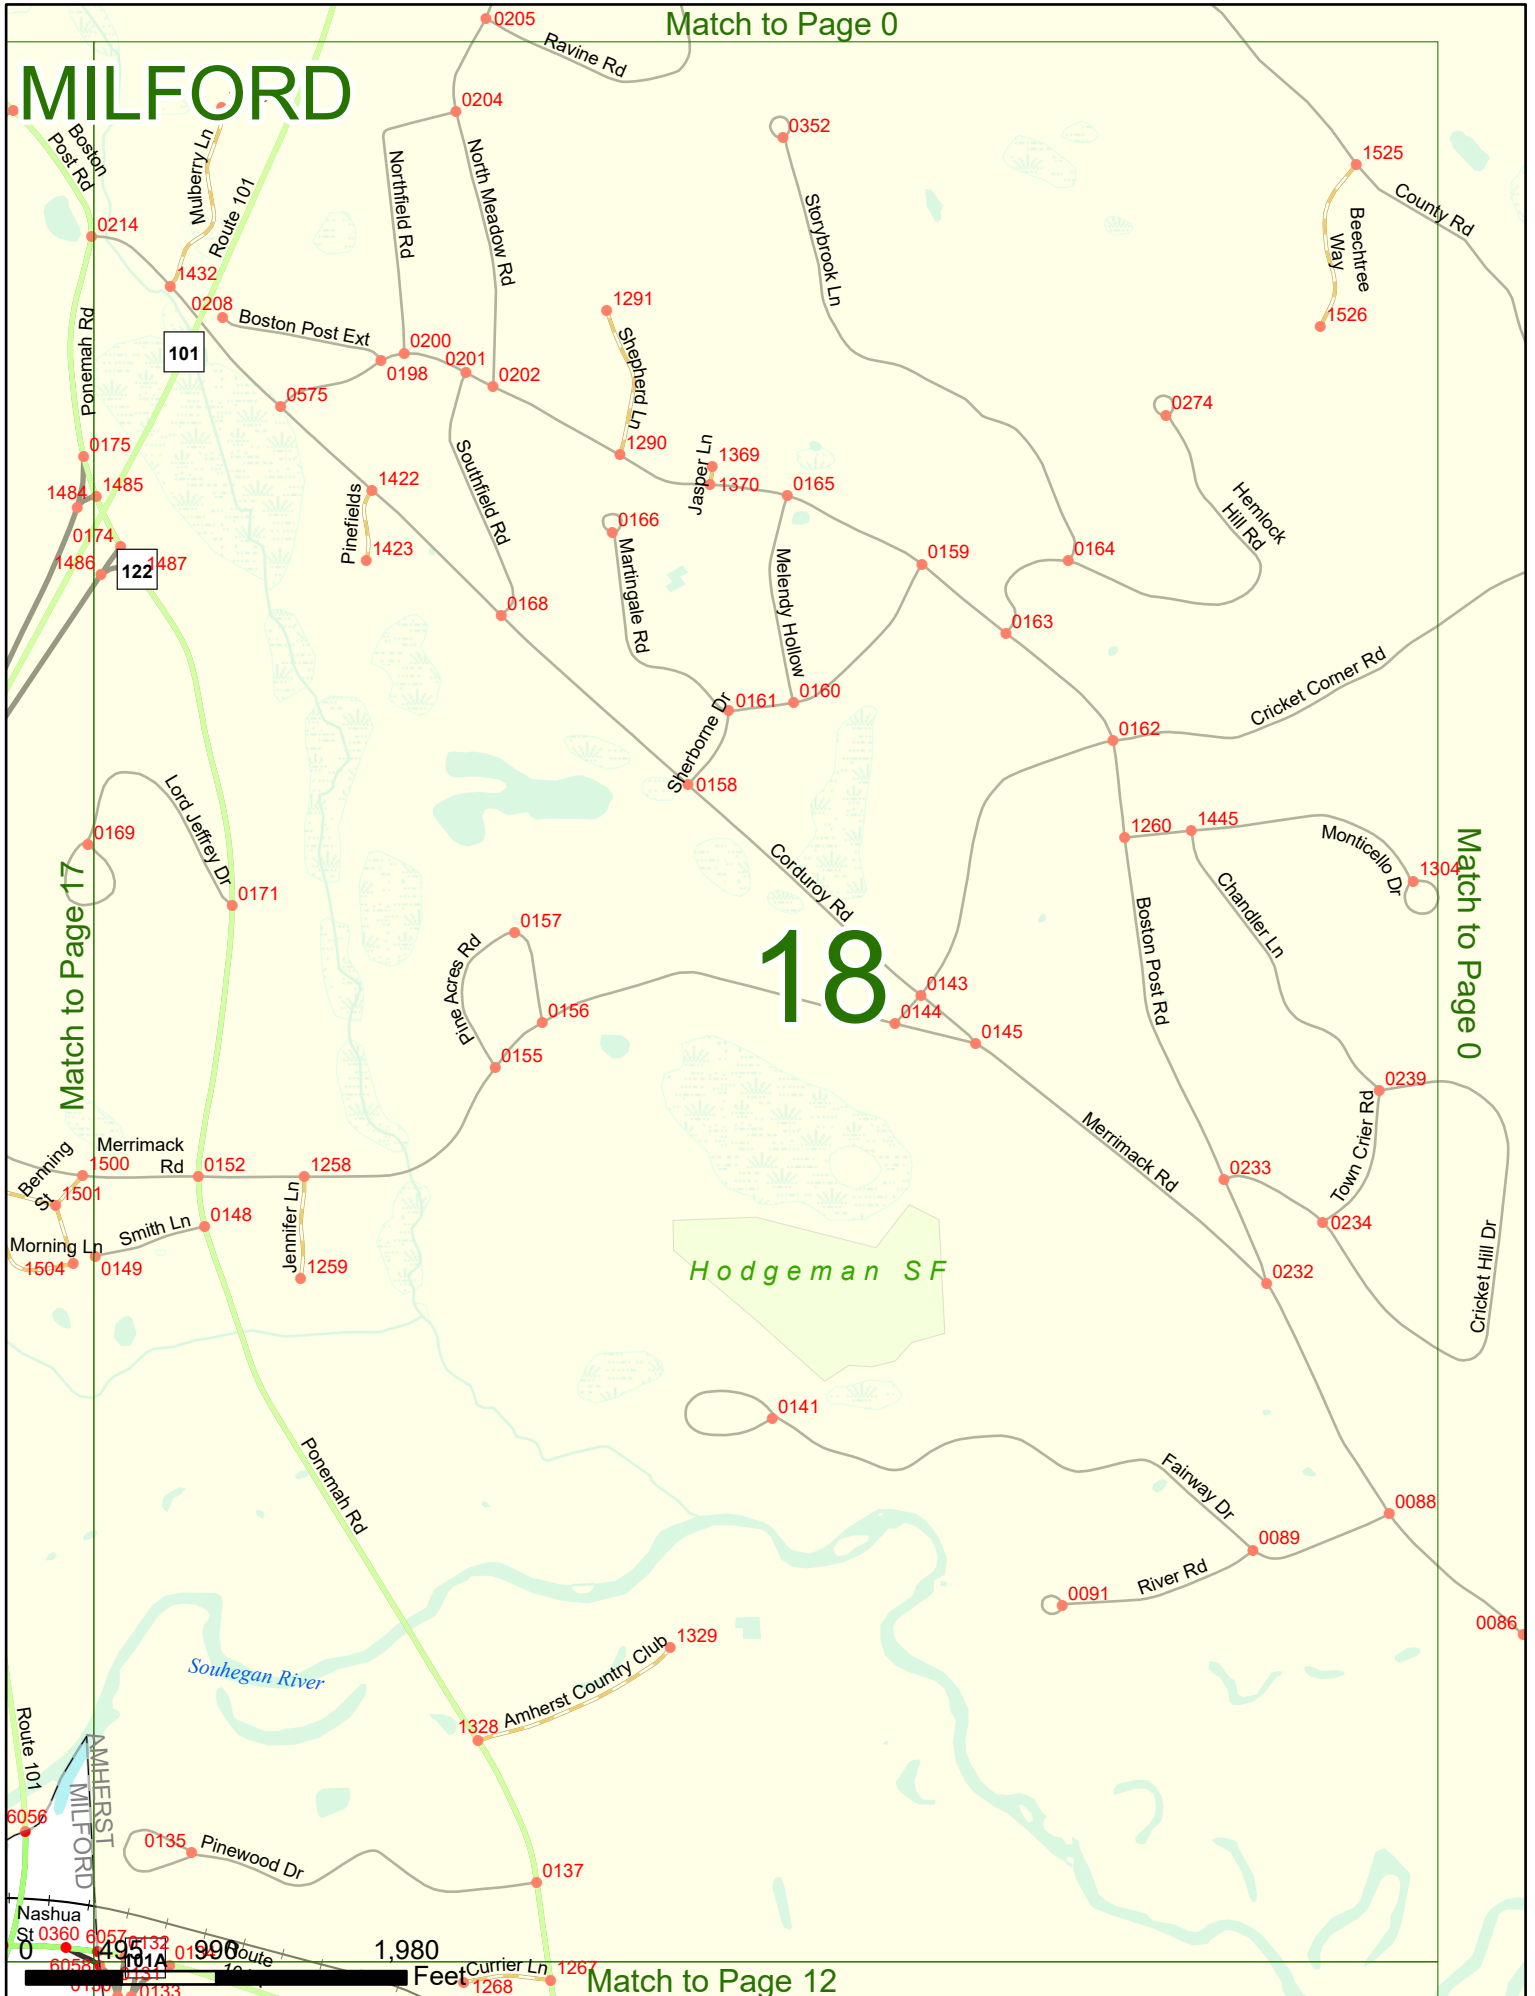 Match to Page 0
0205
Ravine Rd
MILFORD
0204
0352
Boston
Post Rd
Mulberry Ln
Route 101
Northfield Rd
North Meadow Rd
Storybrook Ln
1525
County Rd
Beechtree
Way
1526
0214
1432
0208
Boston Post Ext
0200
0201
0198
0202
1291
Shepherd Ln
Ponemah Rd
101
0575
0274
0175
1290
Jasper Ln
1369
1370
0165
1484
1485
1422
Southfield Rd
Hemlock
Hill Rd
Pinefields
0174
1486
122
1487
1423
0166
Martingale Rd
Melendy Hollow
0159
0164
0168
0163
Cricket Corner Rd
0161
0160
Sherborne Dr
0162
0158
Lord Jeffrey Dr
0169
Corduroy Rd
1260
1445
Monticello Dr
1304
Match to Page 17
0171
Chandler Ln
Boston Post Rd
Match to Page 0
0157
Pine Acres Rd
18
0156
0143
0144
0145
0155
0239
Merrimack Rd
Town Crier Rd
Benning
St
Merrimack
Rd
1500
0152
1258
0233
1501
Smith Ln
0148
Jennifer Ln
0234
Morning Ln
1504
0149
1259
Hodgeman SF
0232
Cricket Hill Dr
0141
Ponemah Rd
Fairway Dr
0088
0089
River Rd
0091
0086
1329
Souhegan River
Amherst Country Club
1328
Route 101
AMHERST
MILFORD
6056
0135
Pinewood Dr
0137
Nashua
St
0360
6057
0132
0
495
990
1,980
Feet
101A
Route
6058
0131
0133
Currier Ln
1267
1268
Match to Page 12